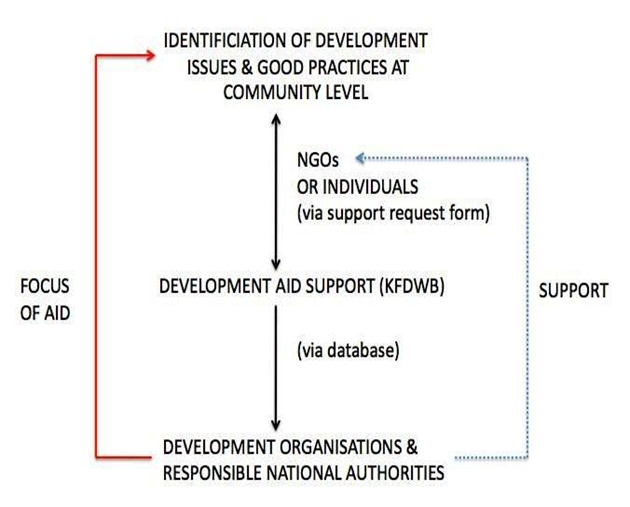 IDENTIFICIATION OF DEVELOPMENT
ISSUES & GOOD PRACTICES AT
COMMUNITY LEVEL
NGOs
OR INDIVIDUALS
(via support request form)
FOCUS
OF AID
DEVELOPMENT AID SUPPORT (KFDWB)
SUPPORT
(via database)
DEVELOPMENT ORGANISATIONS &
RESPONSIBLE NATIONAL AUTHORITIES